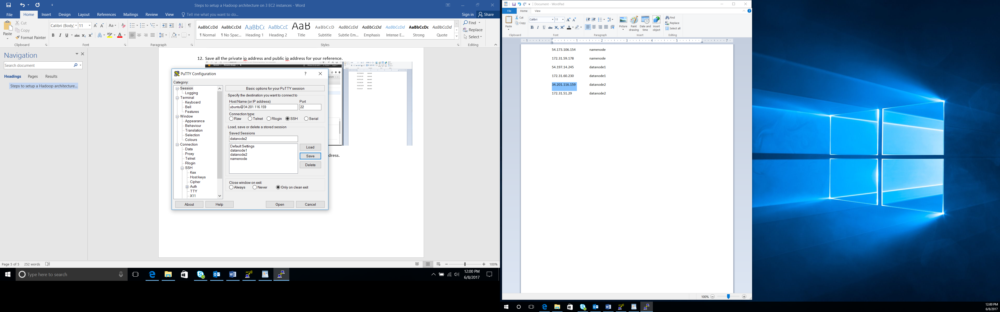 Steps to setup a Hadoop architecture on 3 EC2 instances - Word
File Home Insert Design Layout References Mailings Review View Tell me what you want to do... Sign in Share
Paste
Cut
Copy
Format Painter
Clipboard
Calibri (Body) 11
Font
Paragraph
AaBbCcDd AaBbCcDd AaBbCc AaBbCcD AaB AaBbCcD AaBbCcDd AaBbCcDd AaBbCcDd AaBbCcDc AaBbCcDd
¶ Normal ¶ No Spac... Heading 1 Heading 2 Title Subtitle Subtle Em... Emphasis Intense E... Strong Quote
Styles
Find
Replace
Select
Editing
Navigation
Search document
Headings Pages Results
Steps to setup a Hadoop architecture...
12. Save all the private ip address and public ip address for your reference.
dress.
PuTTY Configuration
? 
Category:
Session
Logging
Terminal
Keyboard
Bell
Features
Window
Appearance
Behaviour
Translation
Selection
Colours
Connection
Data
Proxy
Telnet
Rlogin
SSH
Kex
Host keys
Cipher
Auth
TTY
X11
Basic options for your PuTTY session
Specify the destination you want to connect to
Host Name (or IP address) Port
ubuntu@34.201.116.159 22
Connection type:
Raw Telnet Rlogin SSH Serial
Load, save or delete a stored session
Saved Sessions
datanode2
Default Settings
datanode1
datanode2
namenode
Load
Save
Delete
Close window on exit:
Always Never Only on clean exit
About Help Open Cancel
Page 5 of 5 252 words 100%
Type here to search
12:00 PM
6/8/2017
Document - WordPad
File Home View
Paste
Cut
Copy
Clipboard
Calibri 11
Font
Paragraph
Picture
Paint drawing
Date and time
Insert object
Insert
Find
Replace
Select all
Editing
1 1 2 3 4 5 7
54.173.106.154 namenode
172.31.59.178 namenode
54.197.14.245 datanode1
172.31.60.230 datanode1
34.201.116.159 datanode2
172.31.51.29 datanode2
100%
12:00 PM
6/8/2017